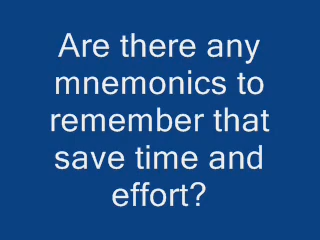 Are there any
mnemonics to
remember that
save time and
effort?